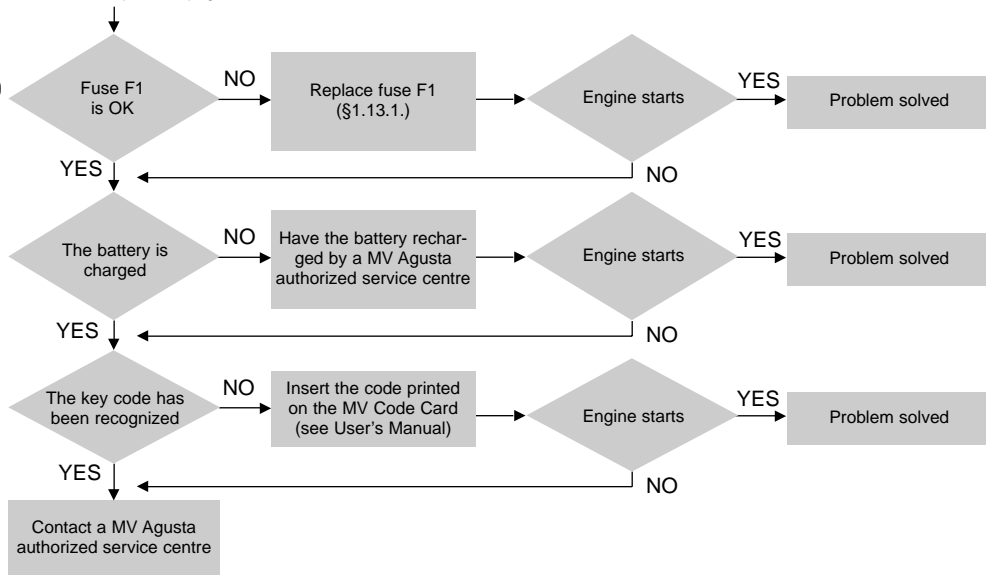 Fuse F1
is OK
NO
Replace fuse F1
(§1.13.1.)
Engine starts
YES
Problem solved
YES
NO
The battery is
charged
NO
Have the battery rechar-
ged by a MV Agusta
authorized service centre
Engine starts
YES
Problem solved
YES
NO
The key code has
been recognized
NO
Insert the code printed
on the MV Code Card
(see User's Manual)
Engine starts
YES
Problem solved
YES
NO
Contact a MV Agusta
authorized service centre